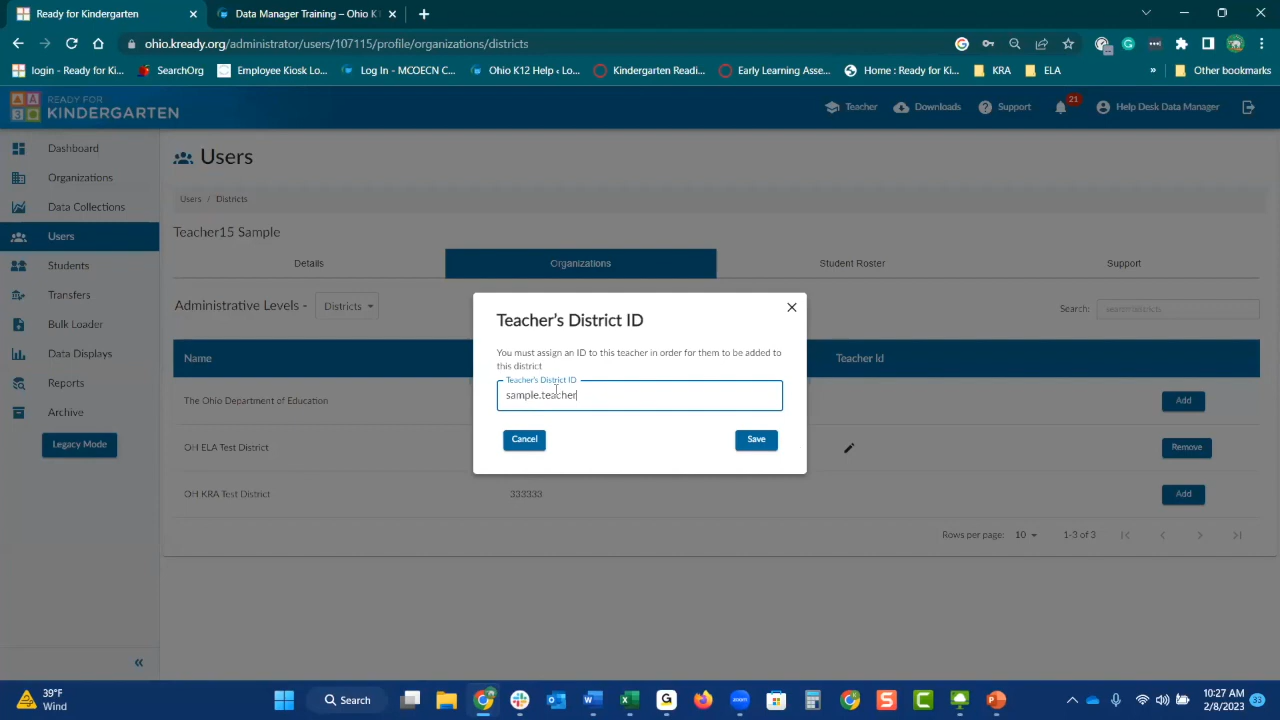 Ready for Kindergarten
Data Manager Training – Ohio K1
ohio.kready.org/administrator/users/107115/profile/organizations/districts
login - Ready for Ki...
SearchOrg
Employee Kiosk Lo...
Log In - MCOECN C...
Ohio K12 Help ‹ Lo...
Kindergarten Readi...
Early Learning Asse...
Home : Ready for Ki...
KRA
ELA
»
Other bookmarks
READY FOR
KINDERGARTEN
Teacher
Downloads
Support
21
Help Desk Data Manager
Dashboard
Organizations
Data Collections
Users
Students
Transfers
Bulk Loader
Data Displays
Reports
Archive
Legacy Mode
«
Users
Users / Districts
Teacher15 Sample
Details
Organizations
Student Roster
Support
Administrative Levels -
Districts
Search:
search districts
Name
Teacher Id
The Ohio Department of Education
Add
OH ELA Test District
Remove
OH KRA Test District
333333
Add
Rows per page:
10
1-3 of 3
Teacher's District ID
You must assign an ID to this teacher in order for them to be added to
this district
Teacher's District ID
sample.teacher
Cancel
Save
39°F
Wind
Search
10:27 AM
2/8/2023
33